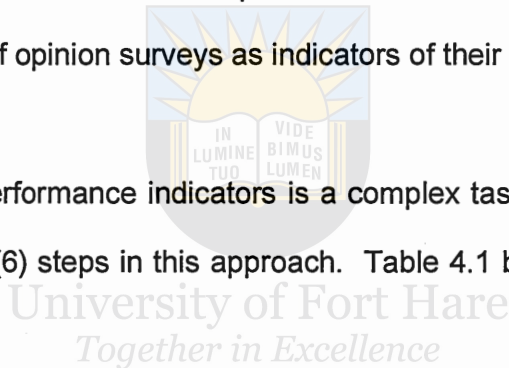 f opinion surveys as indicators of their
IN VIDE
LUMINE BIMUS
TUO LUMEN
erformance indicators is a complex tas
(6) steps in this approach. Table 4.1 b
University of Fort Hare
Together in Excellence